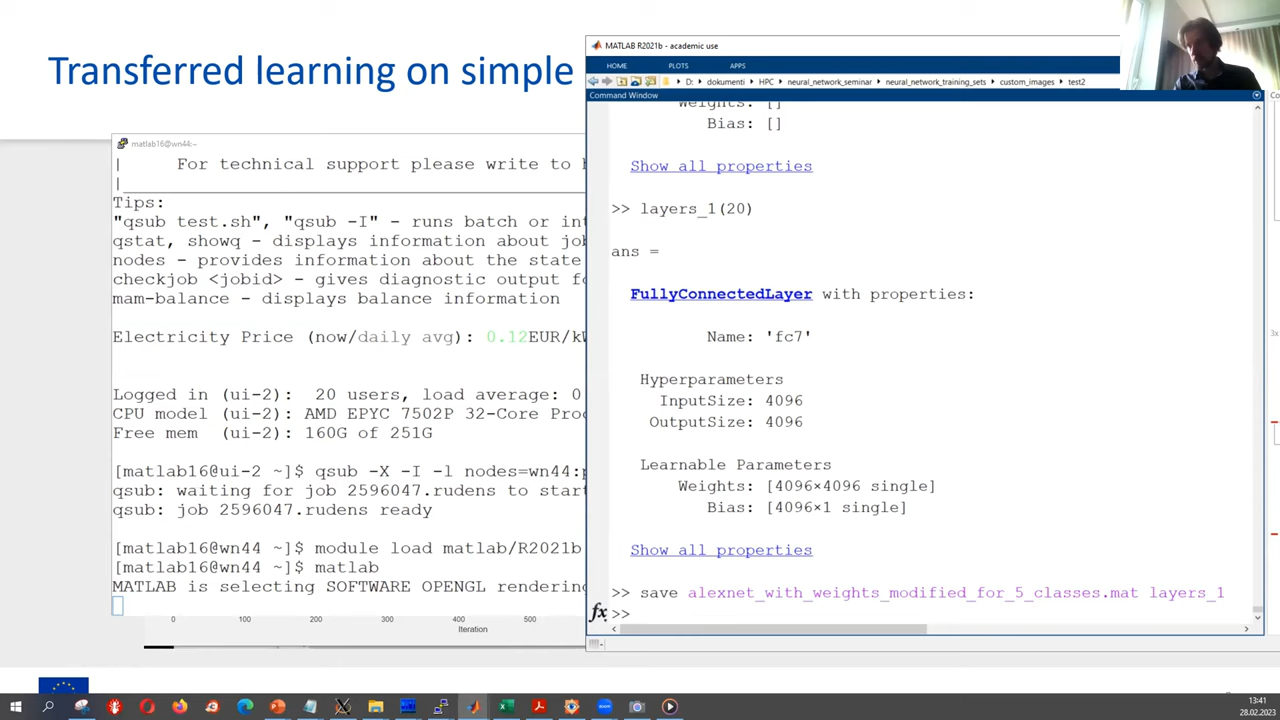 Transferred learning on simple
matlab16@wn44:~
|     For technical support please write to
|
Tips:
"qsub test.sh", "qsub -I" - runs batch or
qstat, showq - displays information about
nodes - provides information about the state
checkjob <jobid> - gives diagnostic output
mam-balance - displays balance information
Electricity Price (now/daily avg): 0.12EUR/
Logged in (ui-2):  20 users, load average: 0
CPU model (ui-2): AMD EPYC 7502P 32-Core
Free mem  (ui-2): 160G of 251G
[matlab16@ui-2 ~]$ qsub -X -I -l nodes=wn44:
qsub: waiting for job 2596047.rudens to start
qsub: job 2596047.rudens ready
[matlab16@wn44 ~]$ module load matlab/R2021b
[matlab16@wn44 ~]$ matlab
MATLAB is selecting SOFTWARE OPENGL rendering
0 100 200 300 400 500
Iteration
MATLAB R2021b - academic use
HOME PLOTS APPS
D: ▸ dokumenti ▸ HPC ▸ neural_network_seminar ▸ neural_network_training_sets ▸ custom_images ▸ test2
Command Window
Weights: []
Bias: []
Show all properties
>> layers_1(20)
ans =
FullyConnectedLayer with properties:
Name: 'fc7'
Hyperparameters
InputSize: 4096
OutputSize: 4096
Learnable Parameters
Weights: [4096×4096 single]
Bias: [4096×1 single]
Show all properties
>> save alexnet_with_weights_modified_for_5_classes.mat layers_1
fx >>
Co
3x
zoom
13:41
28.02.2023